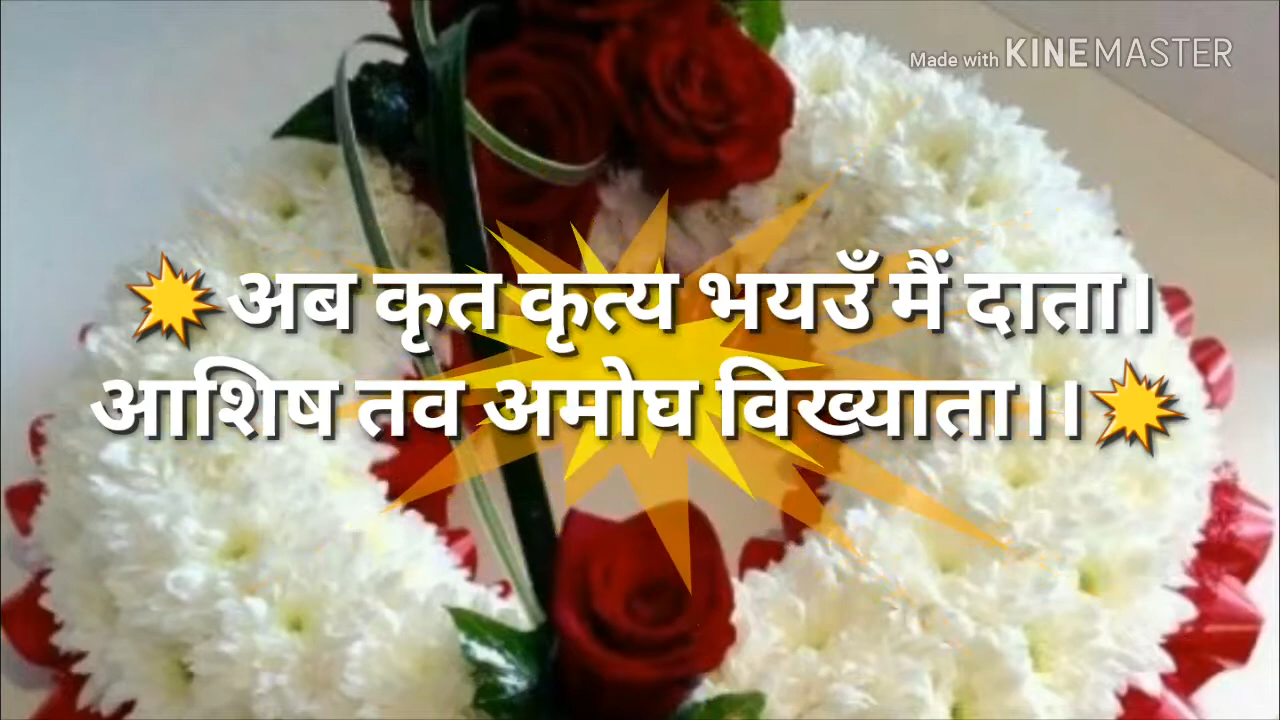 Made with KINEMASTER
💥अब कृत कृत्य भयउँ मैं दाता।
आशिष तव अमोघ विख्याता।।💥